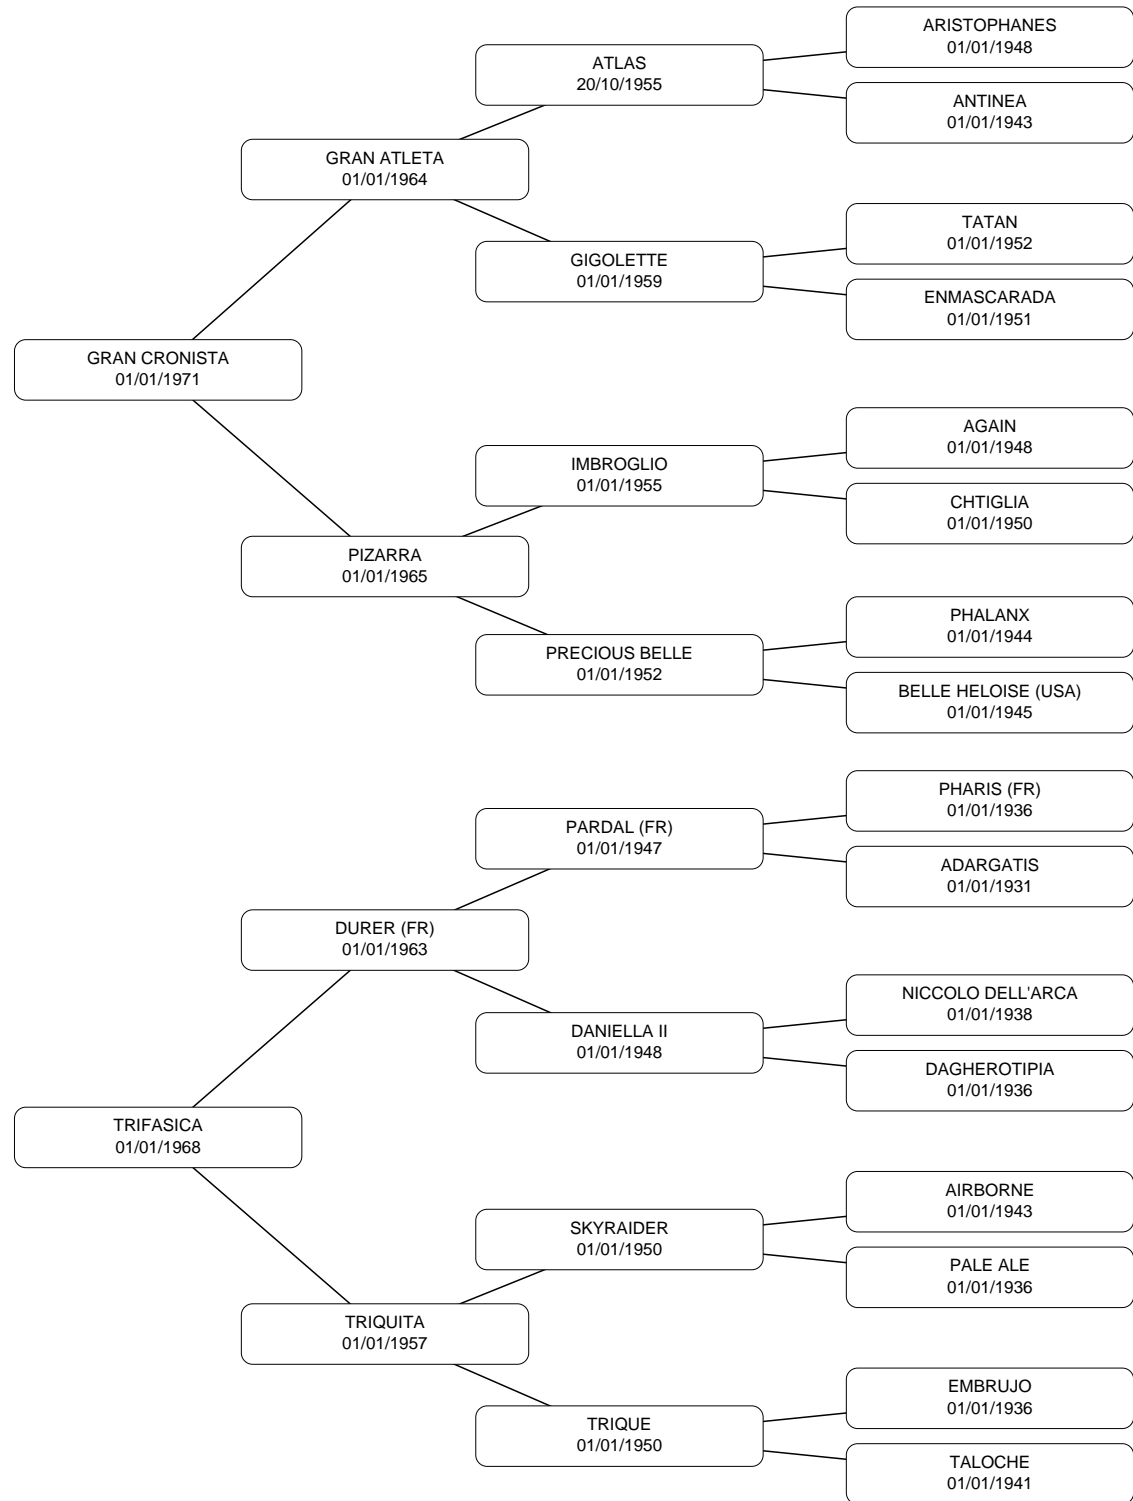 ARISTOPHANES
01/01/1948
ATLAS
20/10/1955
ANTINEA
01/01/1943
GRAN ATLETA
01/01/1964
TATAN
01/01/1952
GIGOLETTE
01/01/1959
ENMASCARADA
01/01/1951
GRAN CRONISTA
01/01/1971
AGAIN
01/01/1948
IMBROGLIO
01/01/1955
CHTIGLIA
01/01/1950
PIZARRA
01/01/1965
PHALANX
01/01/1944
PRECIOUS BELLE
01/01/1952
BELLE HELOISE (USA)
01/01/1945
PHARIS (FR)
01/01/1936
PARDAL (FR)
01/01/1947
ADARGATIS
01/01/1931
DURER (FR)
01/01/1963
NICCOLO DELL'ARCA
01/01/1938
DANIELLA II
01/01/1948
DAGHEROTIPIA
01/01/1936
TRIFASICA
01/01/1968
AIRBORNE
01/01/1943
SKYRAIDER
01/01/1950
PALE ALE
01/01/1936
TRIQUITA
01/01/1957
EMBRUJO
01/01/1936
TRIQUE
01/01/1950
TALOCHE
01/01/1941